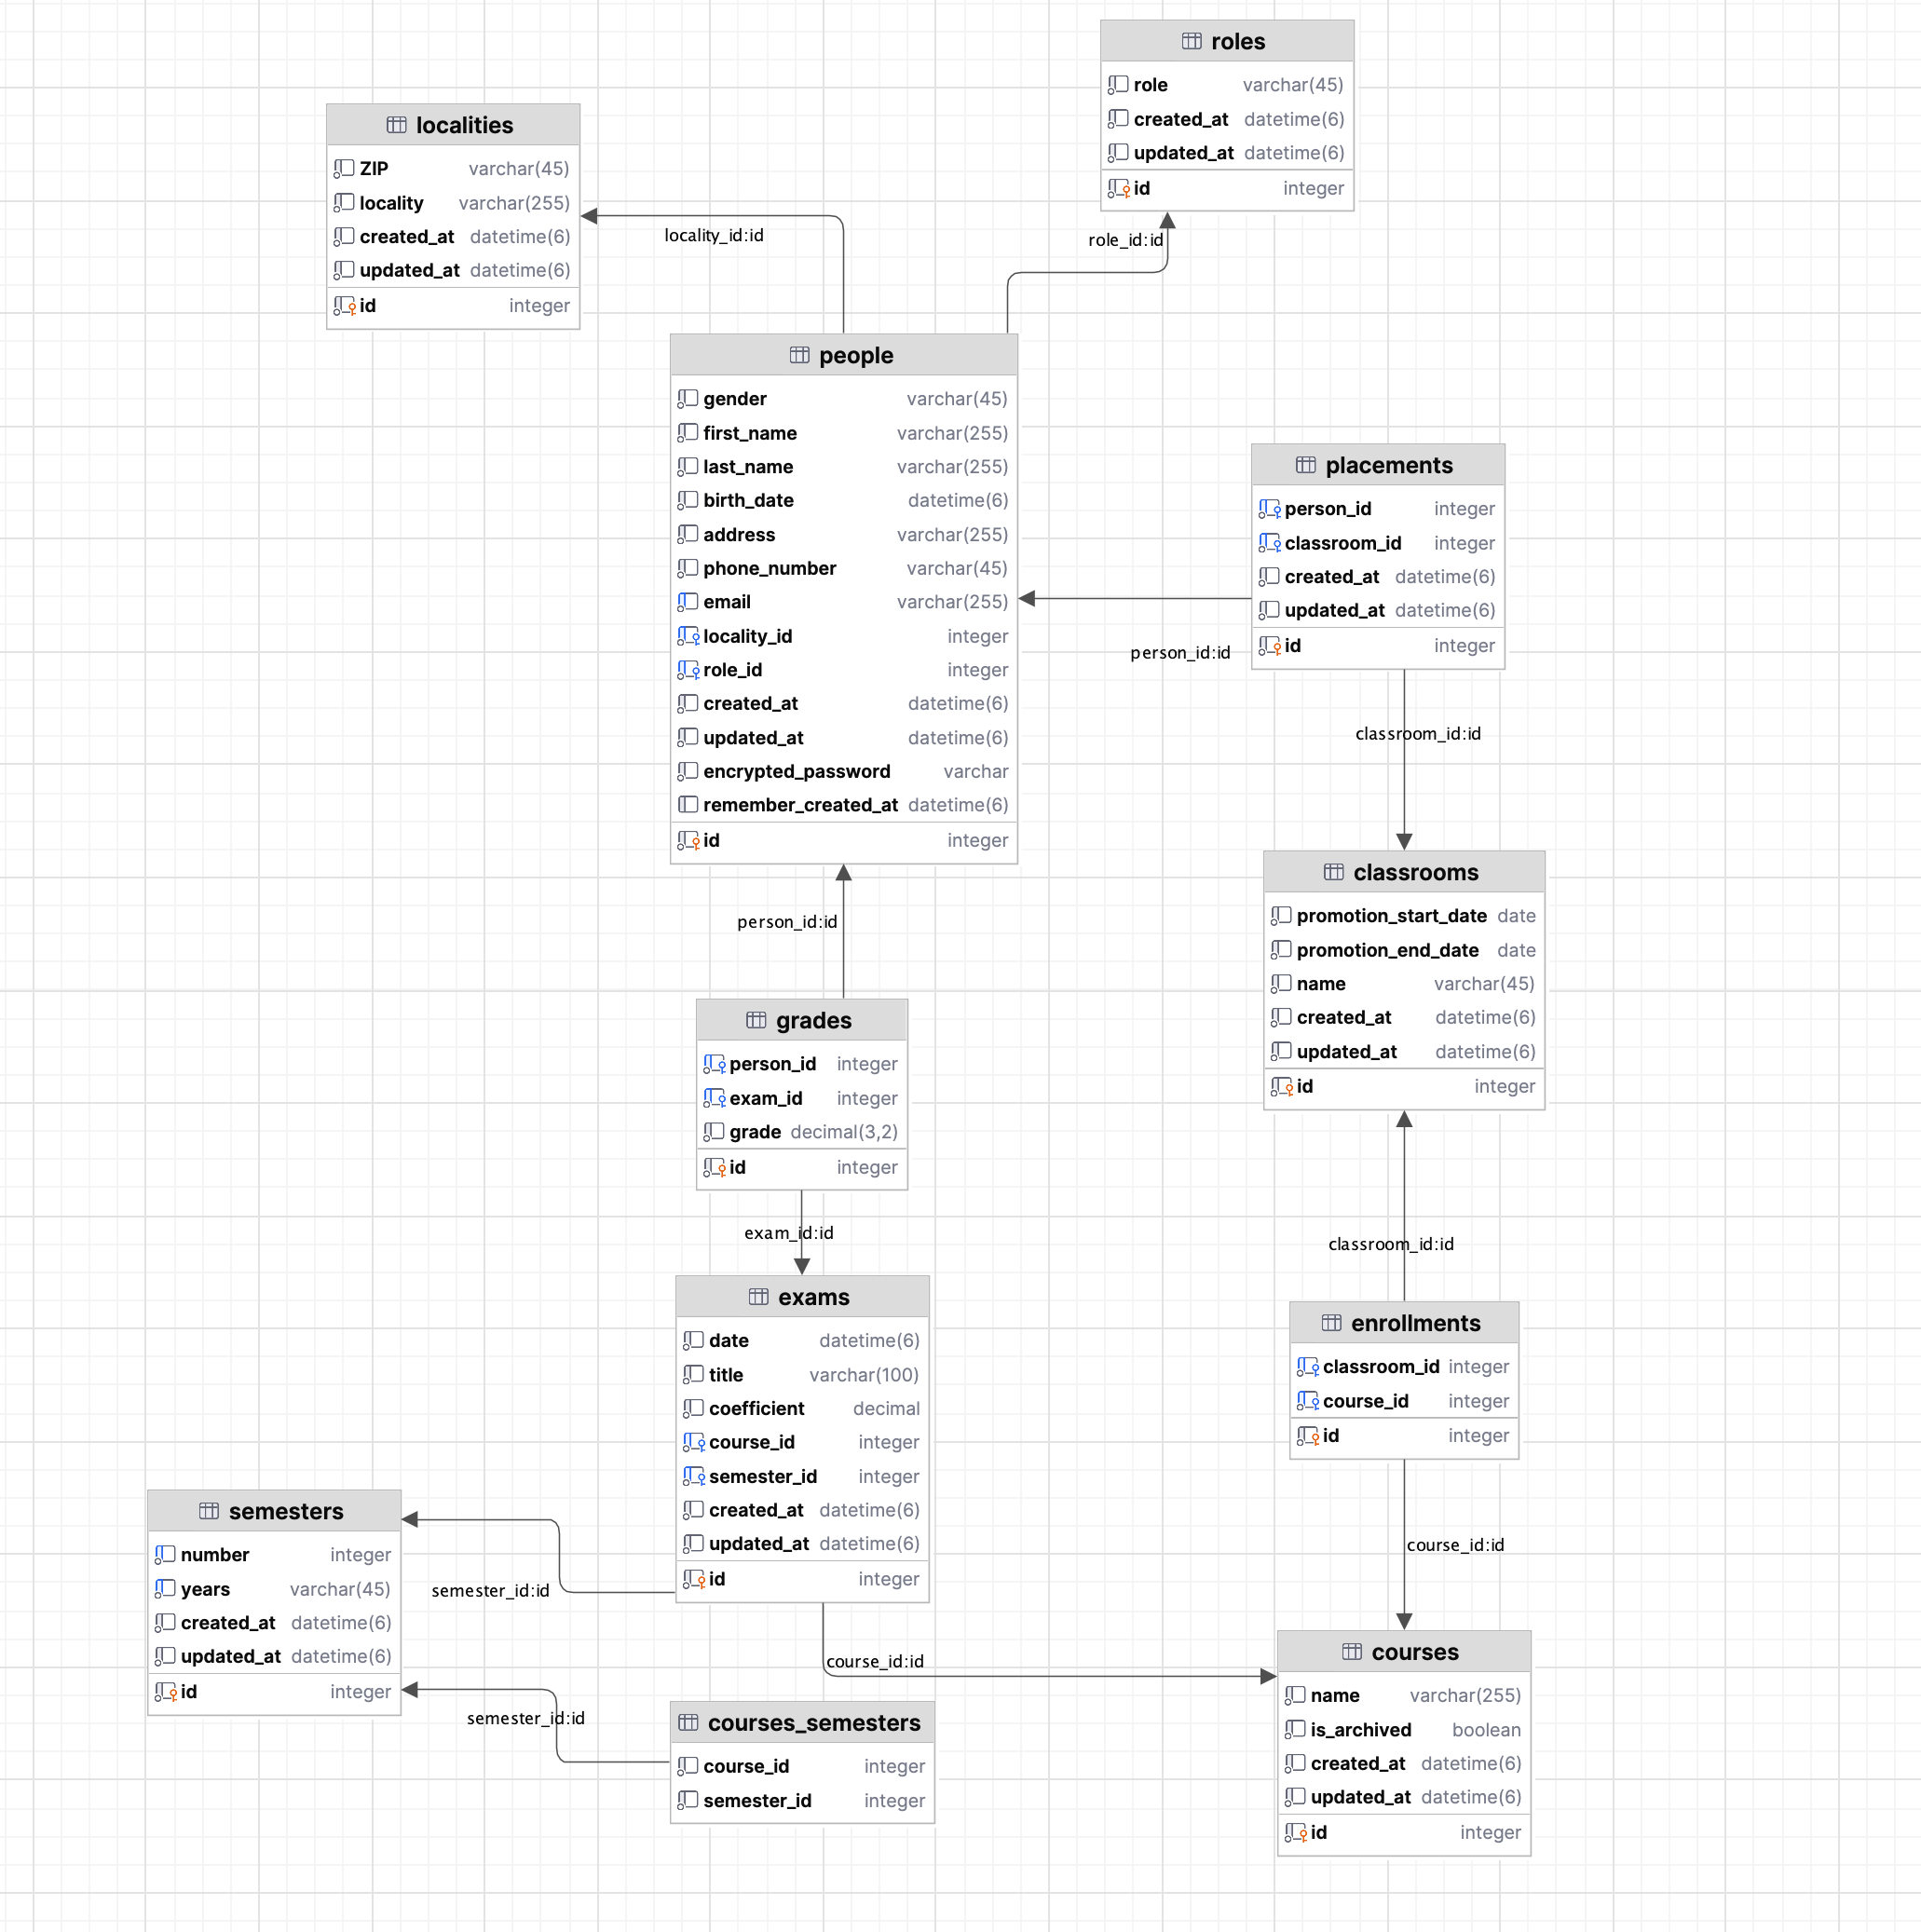 roles
role varchar(45)
created_at datetime(6)
updated_at datetime(6)
id integer
localities
ZIP varchar(45)
locality varchar(255)
created_at datetime(6)
updated_at datetime(6)
id integer
locality_id:id
role_id:id
people
gender varchar(45)
first_name varchar(255)
last_name varchar(255)
birth_date datetime(6)
address varchar(255)
phone_number varchar(45)
email varchar(255)
locality_id integer
role_id integer
created_at datetime(6)
updated_at datetime(6)
encrypted_password varchar
remember_created_at datetime(6)
id integer
placements
person_id integer
classroom_id integer
created_at datetime(6)
updated_at datetime(6)
id integer
person_id:id
classroom_id:id
classrooms
promotion_start_date date
promotion_end_date date
name varchar(45)
created_at datetime(6)
updated_at datetime(6)
id integer
person_id:id
grades
person_id integer
exam_id integer
grade decimal(3,2)
id integer
exam_id:id
classroom_id:id
exams
date datetime(6)
title varchar(100)
coefficient decimal
course_id integer
semester_id integer
created_at datetime(6)
updated_at datetime(6)
id integer
enrollments
classroom_id integer
course_id integer
id integer
course_id:id
semesters
number integer
years varchar(45)
created_at datetime(6)
updated_at datetime(6)
id integer
semester_id:id
course_id:id
semester_id:id
courses_semesters
course_id integer
semester_id integer
courses
name varchar(255)
is_archived boolean
created_at datetime(6)
updated_at datetime(6)
id integer